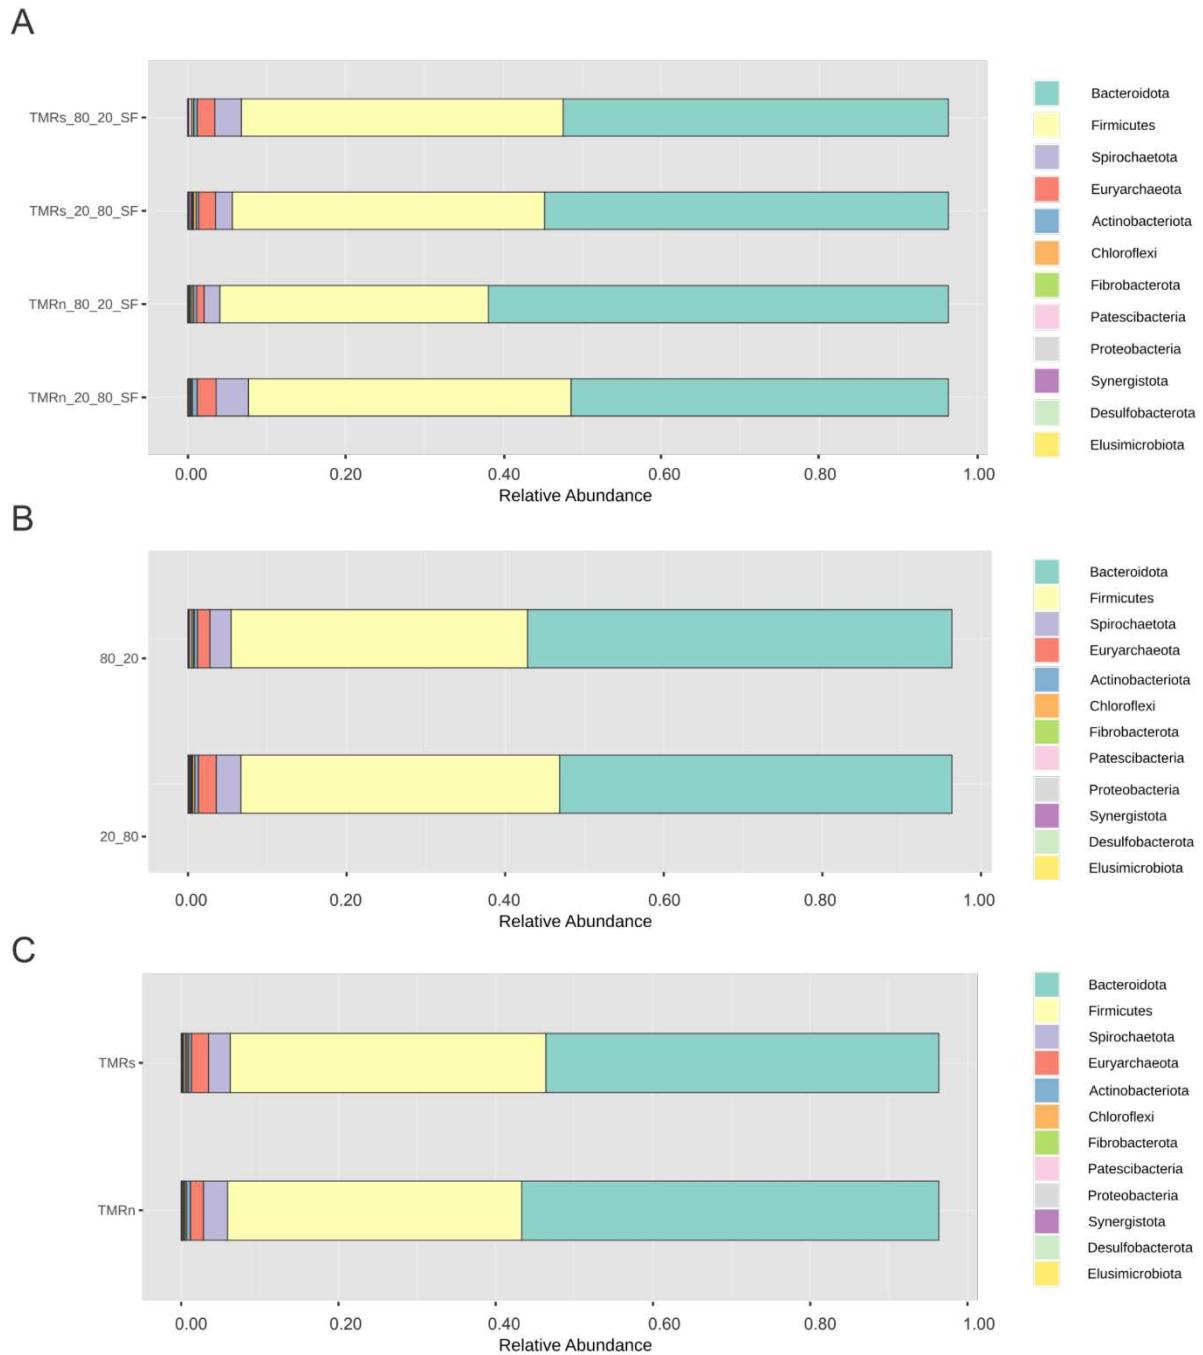 A
TMRs_80_20_SF
TMRs_20_80_SF
TMRn_80_20_SF
TMRn_20_80_SF
0.00 0.20 0.40 0.60 0.80 1.00
Relative Abundance
Bacteroidota
Firmicutes
Spirochaetota
Euryarchaeota
Actinobacteriota
Chloroflexi
Fibrobacterota
Patescibacteria
Proteobacteria
Synergistota
Desulfobacterota
Elusimicrobiota
B
80_20
20_80
0.00 0.20 0.40 0.60 0.80 1.00
Relative Abundance
Bacteroidota
Firmicutes
Spirochaetota
Euryarchaeota
Actinobacteriota
Chloroflexi
Fibrobacterota
Patescibacteria
Proteobacteria
Synergistota
Desulfobacterota
Elusimicrobiota
C
TMRs
TMRn
0.00 0.20 0.40 0.60 0.80 1.00
Relative Abundance
Bacteroidota
Firmicutes
Spirochaetota
Euryarchaeota
Actinobacteriota
Chloroflexi
Fibrobacterota
Patescibacteria
Proteobacteria
Synergistota
Desulfobacterota
Elusimicrobiota